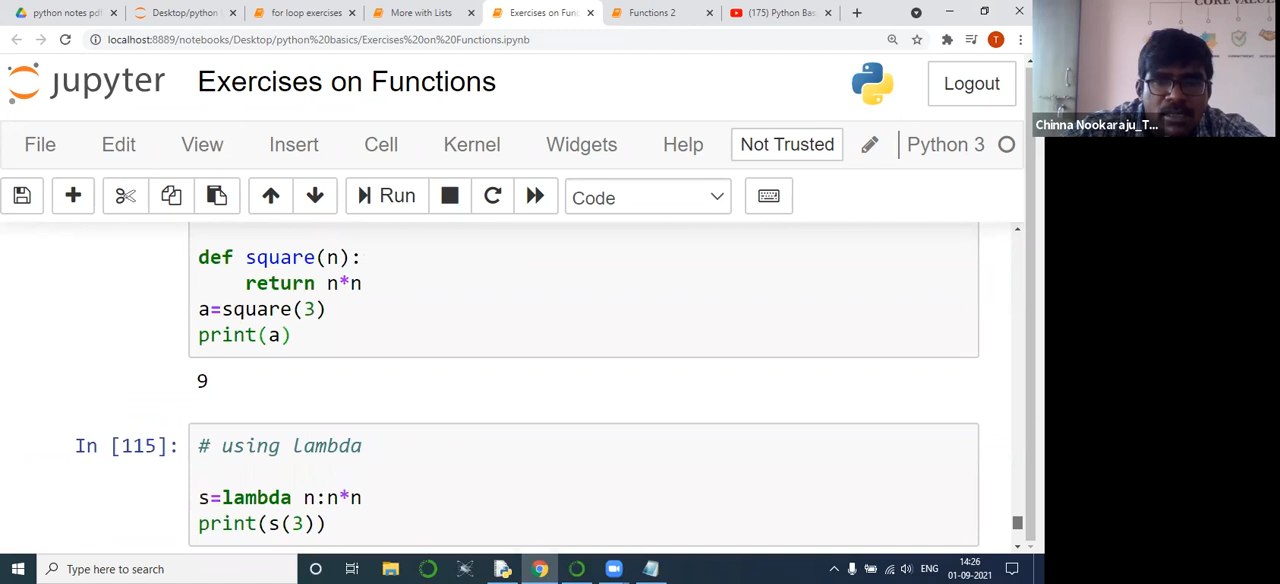 python notes pdf
Desktop/python
for loop exercises
More with Lists
Exercises on Func
Functions 2
(175) Python Bas
localhost:8889/notebooks/Desktop/python%20basics/Exercises%20on%20Functions.ipynb
T
CORE VALUE
jupyter
Exercises on Functions
Logout
Chinna Nookaraju_T...
File Edit View Insert Cell Kernel Widgets Help Not Trusted Python 3
Run Code
def square(n):
return n*n
a=square(3)
print(a)
9
In [115]:
# using lambda
s=lambda n:n*n
print(s(3))
Type here to search
ENG
14:26
01-09-2021